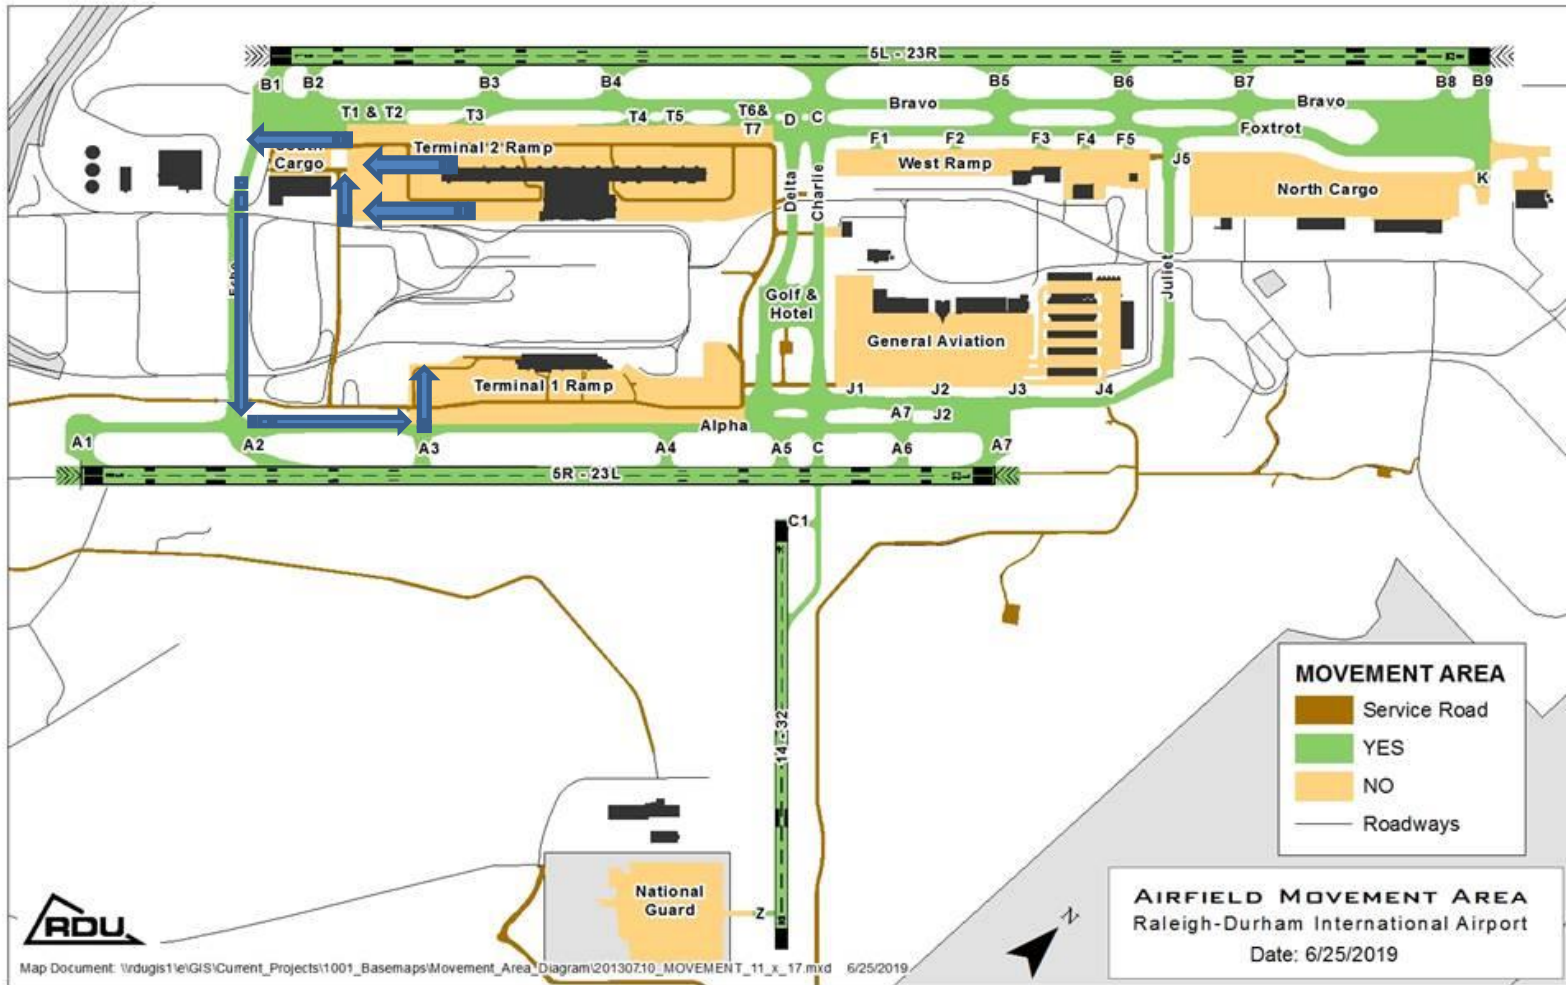 5L - 23R
B1
B2
B3
B4
B5
B6
B7
B8
B9
T1 & T2
T3
T4
T5
T6&
T7
D
C
Bravo
Bravo
Foxtrot
F1
F2
F3
F4
F5
J5
K
Cargo
Terminal 2 Ramp
West Ramp
North Cargo
Delta
Charlie
Juliet
Golf &
Hotel
General Aviation
Terminal 1 Ramp
J1
J2
J3
J4
A7
J2
Alpha
A1
A2
A3
A4
A5
C
A6
A7
5R - 23L
C1
14 - 32
National
Guard
Z
MOVEMENT AREA
Service Road
YES
NO
Roadways
RDU
N
AIRFIELD MOVEMENT AREA
Raleigh-Durham International Airport
Date: 6/25/2019
Map Document: \\rdugis1\e\GIS\Current_Projects\1001_Basemaps\Movement_Area_Diagram\20130710_MOVEMENT_11_x_17.mxd 6/25/2019